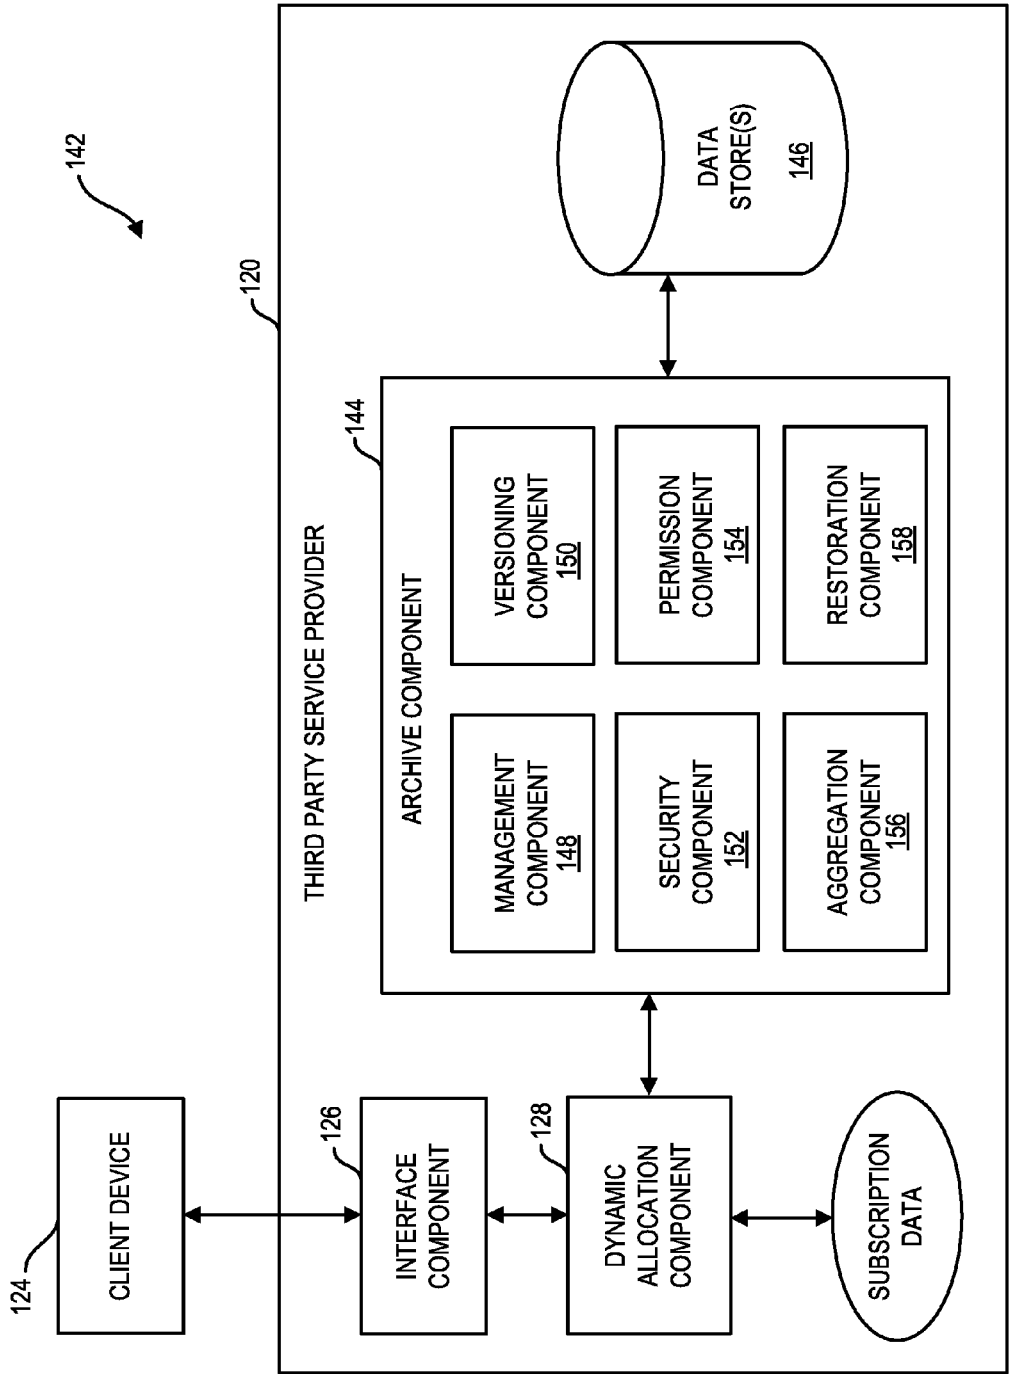 142
124
CLIENT DEVICE
120
THIRD PARTY SERVICE PROVIDER
126
INTERFACE
COMPONENT
128
DYNAMIC
ALLOCATION
COMPONENT
SUBSCRIPTION
DATA
144
ARCHIVE COMPONENT
MANAGEMENT
COMPONENT
148
VERSIONING
COMPONENT
150
SECURITY
COMPONENT
152
PERMISSION
COMPONENT
154
AGGREGATION
COMPONENT
156
RESTORATION
COMPONENT
158
DATA
STORE(S)
146